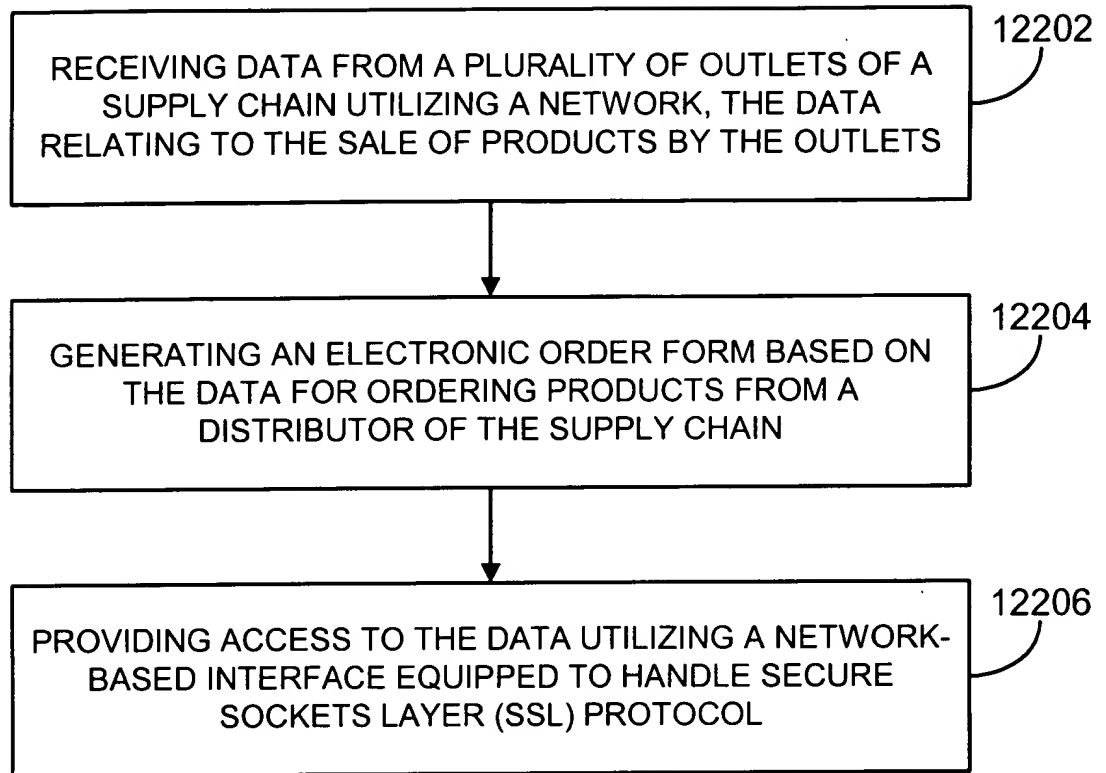 12202
RECEIVING DATA FROM A PLURALITY OF OUTLETS OF A
SUPPLY CHAIN UTILIZING A NETWORK, THE DATA
RELATING TO THE SALE OF PRODUCTS BY THE OUTLETS
12204
GENERATING AN ELECTRONIC ORDER FORM BASED ON
THE DATA FOR ORDERING PRODUCTS FROM A
DISTRIBUTOR OF THE SUPPLY CHAIN
12206
PROVIDING ACCESS TO THE DATA UTILIZING A NETWORK-
BASED INTERFACE EQUIPPED TO HANDLE SECURE
SOCKETS LAYER (SSL) PROTOCOL